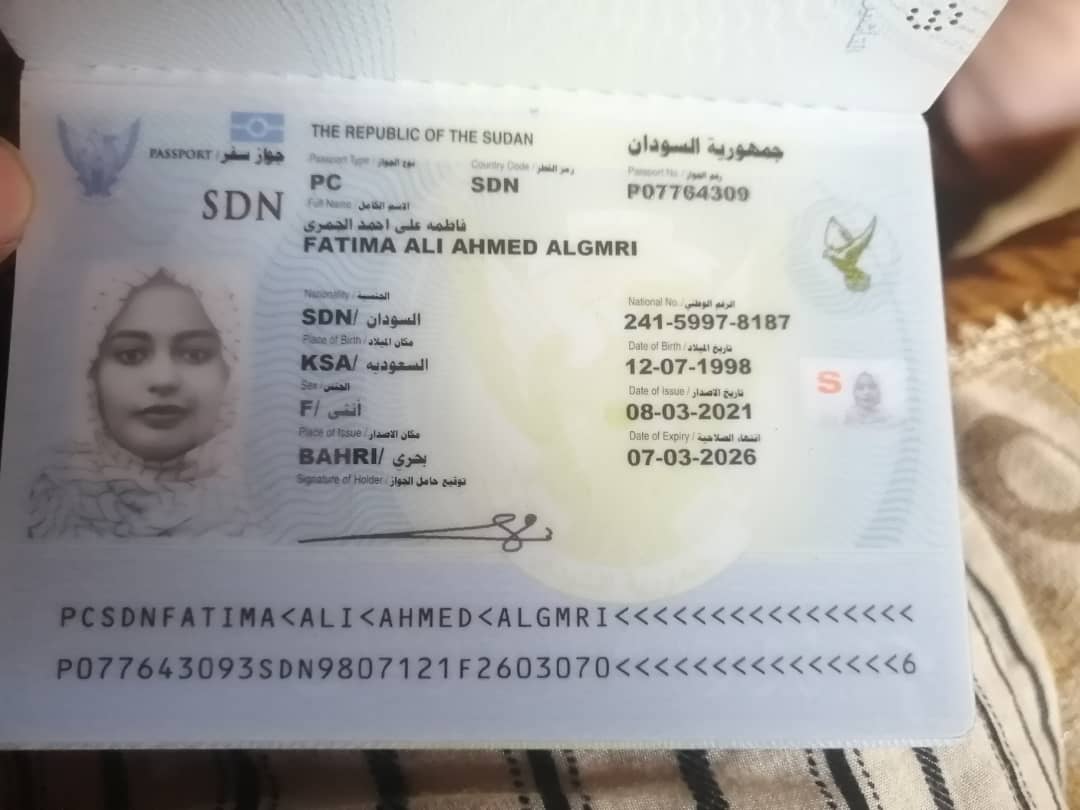 THE REPUBLIC OF THE SUDAN
جمهورية السودان
PASSPORT / جواز سفر
Passport Type / نوع الجواز
Country Code / رمز القطر
Passport No. / رقم الجواز
PC
SDN
P07764309
SDN
Full Name / الاسم الكامل
فاطمه على احمد الجمرى
FATIMA ALI AHMED ALGMRI
Nationality / الجنسية
National No. / الرقم الوطني
SDN/ السودان
241-5997-8187
Place of Birth / مكان الميلاد
Date of Birth / تاريخ الميلاد
KSA/ السعوديه
12-07-1998
Sex / الجنس
Date of Issue / تاريخ الاصدار
F/ أنثى
08-03-2021
Place of Issue / مكان الاصدار
Date of Expiry / انتهاء الصلاحية
BAHRI/ بحري
07-03-2026
S
Signature of Holder / توقيع حامل الجواز
PCSDNFATIMA<ALI<AHMED<ALGMRI<<<<<<<<<<<<<<<<
P077643093SDN9807121F2603070<<<<<<<<<<<<<<<6